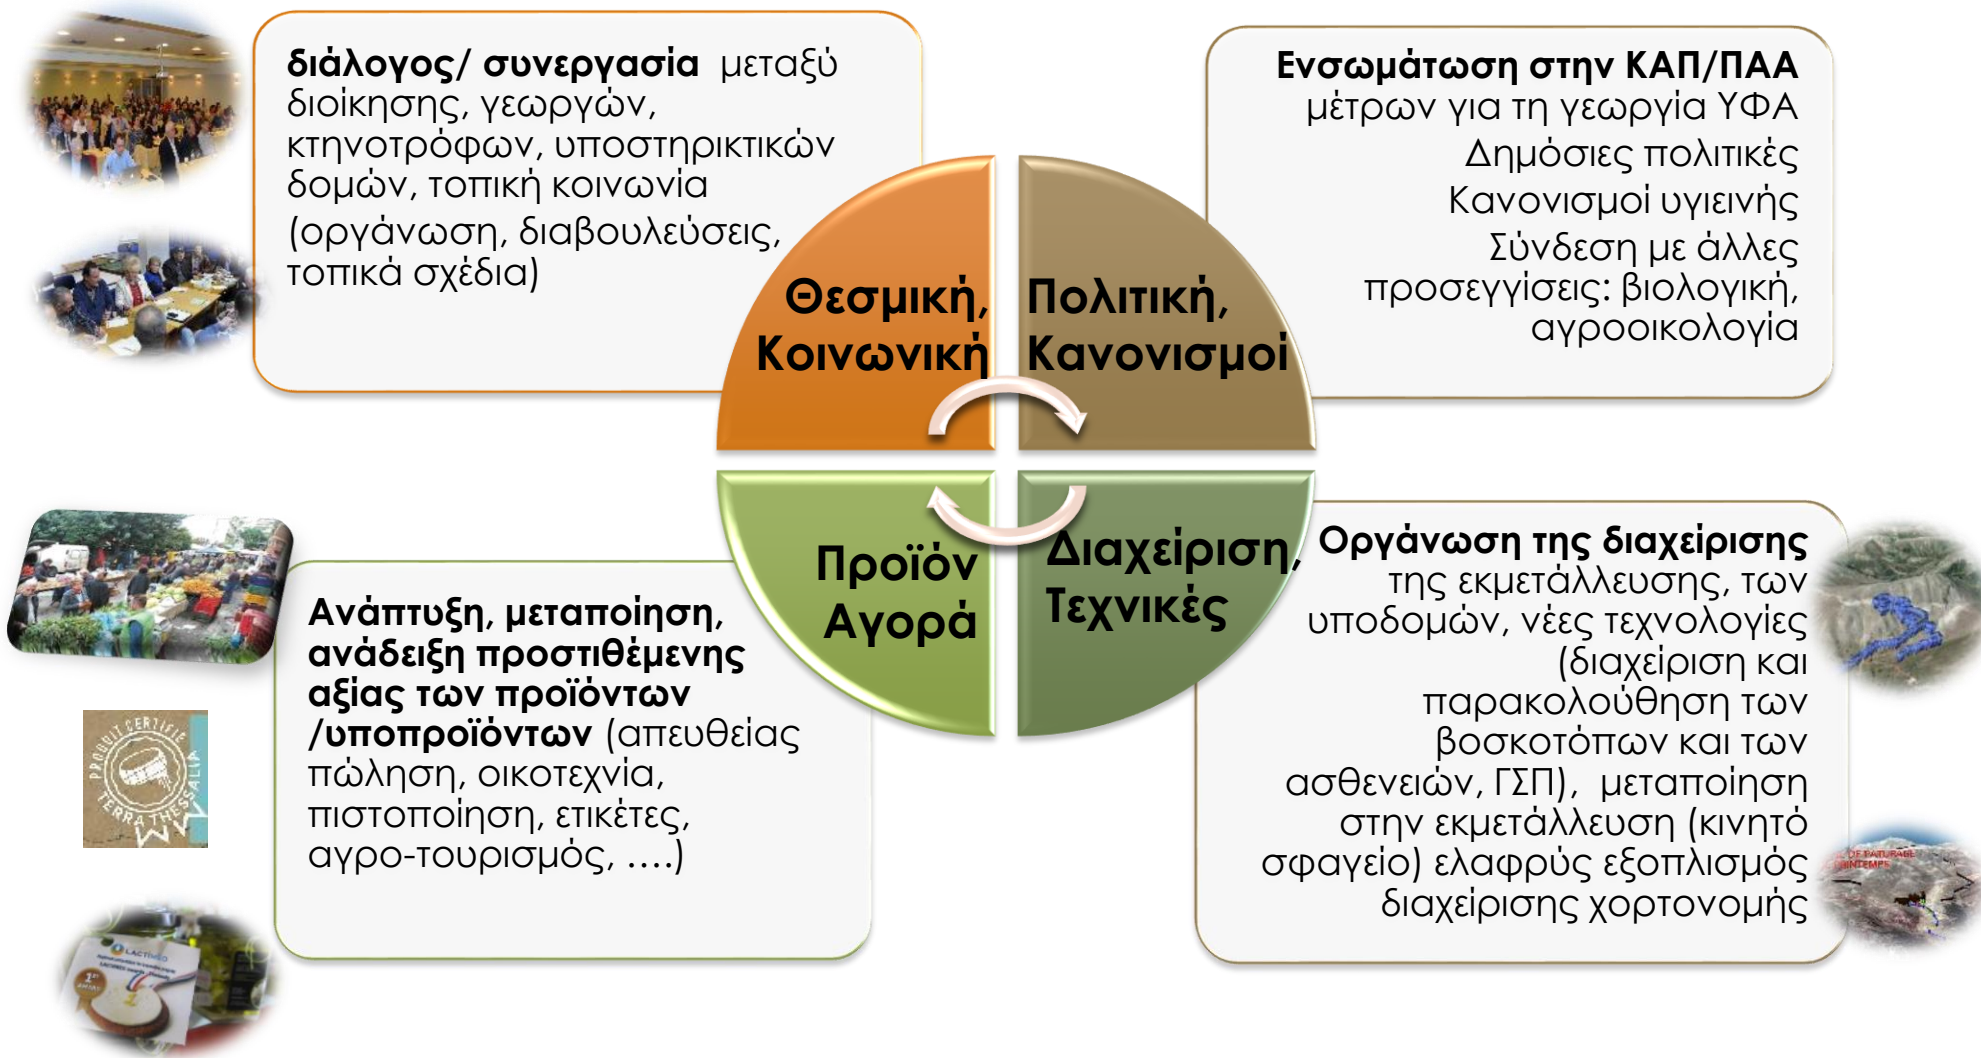 διάλογος/ συνεργασία μεταξύ
διοίκησης, γεωργών,
κτηνοτρόφων, υποστηρικτικών
δομών, τοπική κοινωνία
(οργάνωση, διαβουλεύσεις,
τοπικά σχέδια)
Ενσωμάτωση στην ΚΑΠ/ΠΑΑ
μέτρων για τη γεωργία ΥΦΑ
Δημόσιες πολιτικές
Κανονισμοί υγιεινής
Σύνδεση με άλλες
προσεγγίσεις: βιολογική,
αγροοικολογία
Θεσμική,
Κοινωνική
Πολιτική,
Κανονισμοί
Προϊόν
Αγορά
Διαχείριση,
Τεχνικές
Ανάπτυξη, μεταποίηση,
ανάδειξη προστιθέμενης
αξίας των προϊόντων
/υποπροϊόντων (απευθείας
πώληση, οικοτεχνία,
πιστοποίηση, ετικέτες,
αγρο-τουρισμός, ….)
Οργάνωση της διαχείρισης
της εκμετάλλευσης, των
υποδομών, νέες τεχνολογίες
(διαχείριση και
παρακολούθηση των
βοσκοτόπων και των
ασθενειών, ΓΣΠ), μεταποίηση
στην εκμετάλλευση (κινητό
σφαγείο) ελαφρύς εξοπλισμός
διαχείρισης χορτονομής
PRODUIT CERTIFIE
TERRA THESSALIA
LACTIMED
DE PATURAGE